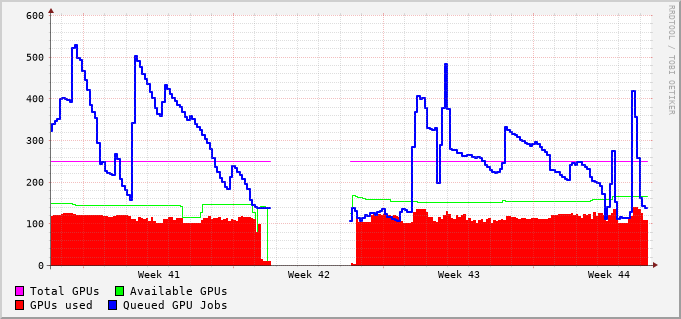 600
500
400
300
200
100
0
Week 41 Week 42 Week 43 Week 44
Total GPUs Available GPUs
GPUs used Queued GPU Jobs
RRDTOOL / TOBI OETIKER